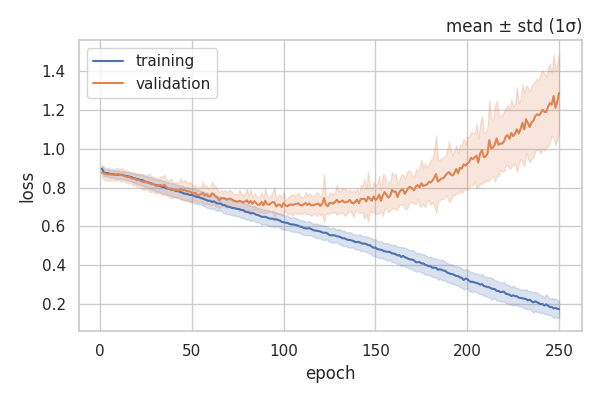 mean ± std (1σ)
training
validation
loss
1.4
1.2
1.0
0.8
0.6
0.4
0.2
0 50 100 150 200 250
epoch